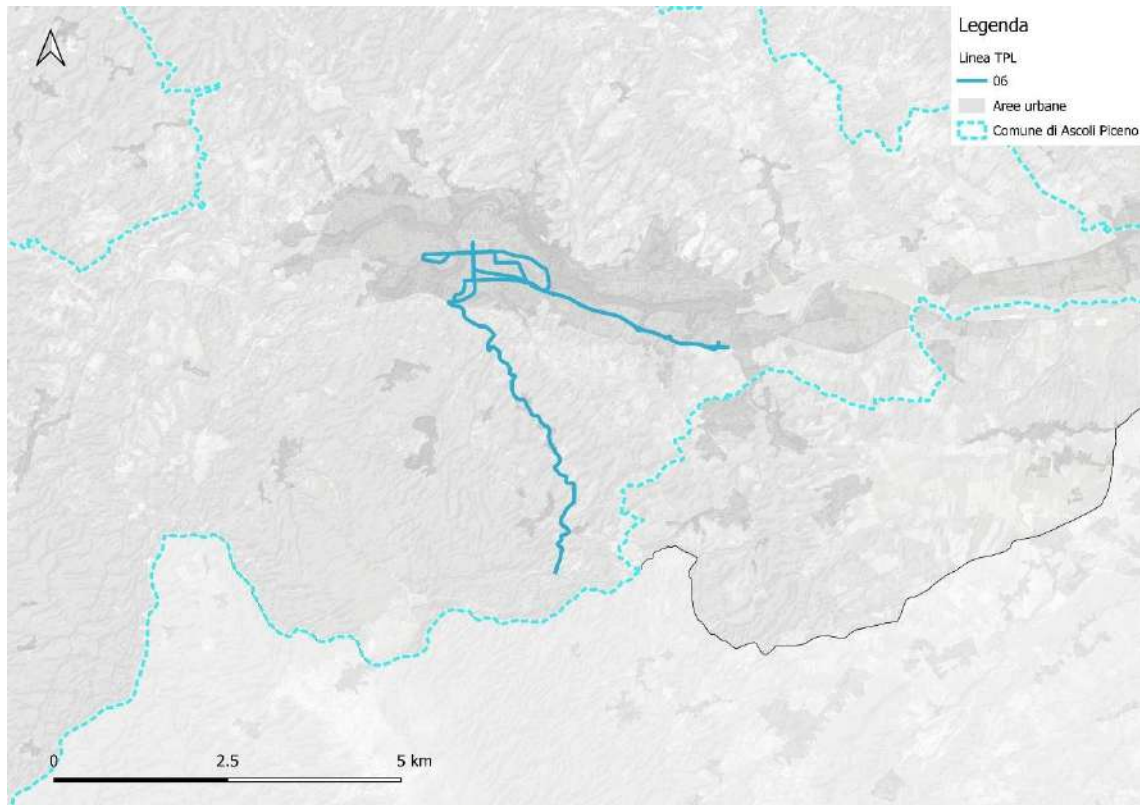 Legenda
Linea TPL
06
Aree urbane
Comune di Ascoli Piceno
0 2.5 5 km